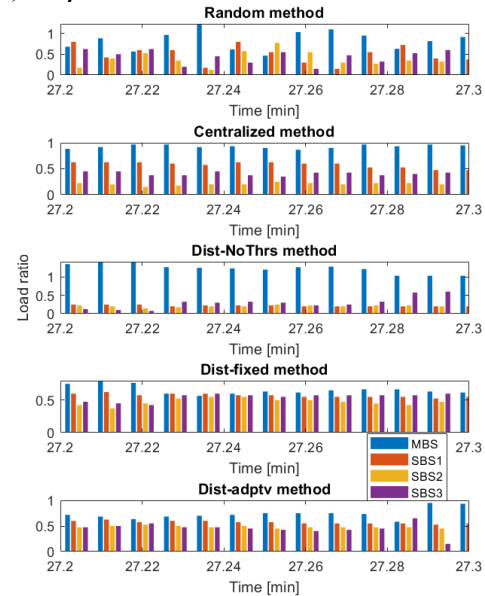 Random method
1
0.5
0
27.2 27.22 27.24 27.26 27.28 27.3
Time [min]
Centralized method
1
0.5
0
27.2 27.22 27.24 27.26 27.28 27.3
Time [min]
Dist-NoThrs method
1
0.5
0
27.2 27.22 27.24 27.26 27.28 27.3
Load ratio
Time [min]
Dist-fixed method
0.5
0
27.2 27.22 27.24 27.26 27.28 27.3
Time [min]
MBS
SBS1
SBS2
SBS3
Dist-adptv method
1
0.5
0
27.2 27.22 27.24 27.26 27.28 27.3
Time [min]